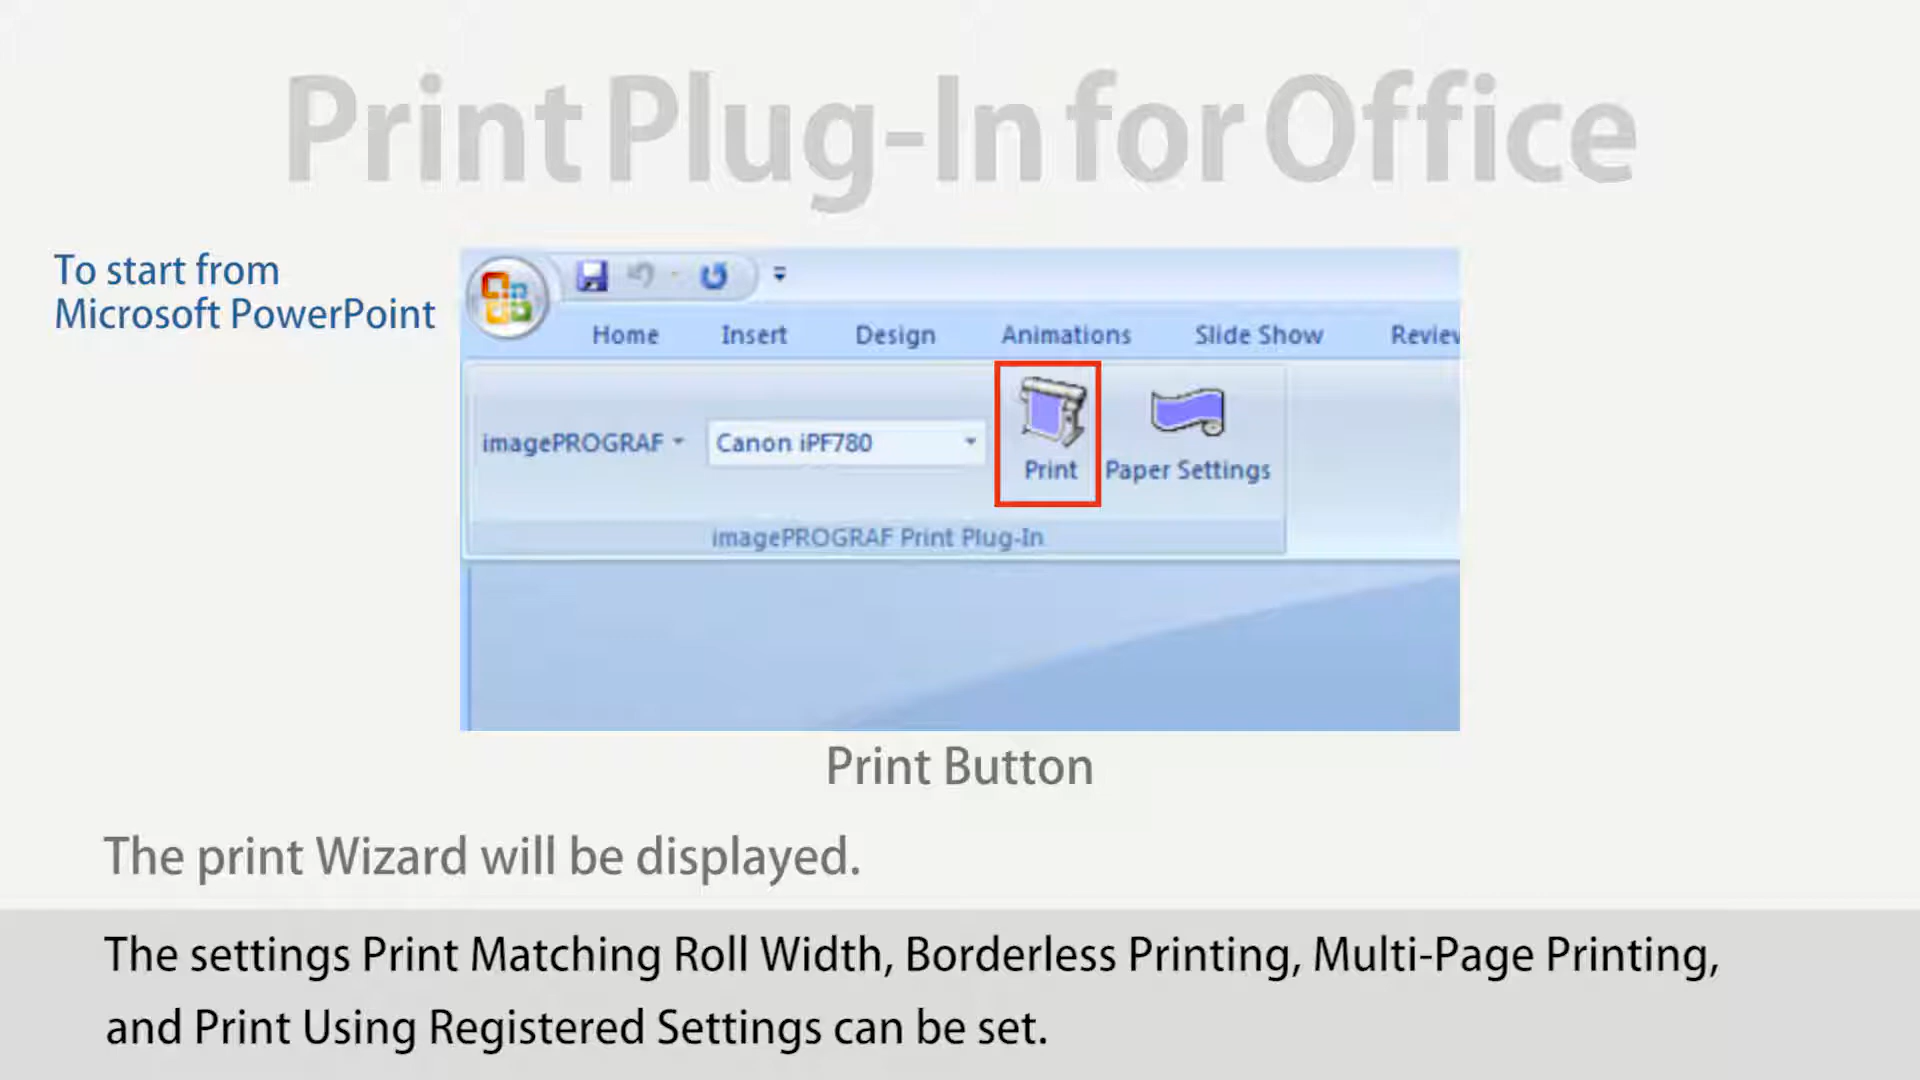 Print Plug-In for Office
To start from
Microsoft PowerPoint
Home Insert Design Animations Slide Show Review
imagePROGRAF Canon iPF780 Print Paper Settings
imagePROGRAF Print Plug-In
Print Button
The print Wizard will be displayed.
The settings Print Matching Roll Width, Borderless Printing, Multi-Page Printing,
and Print Using Registered Settings can be set.